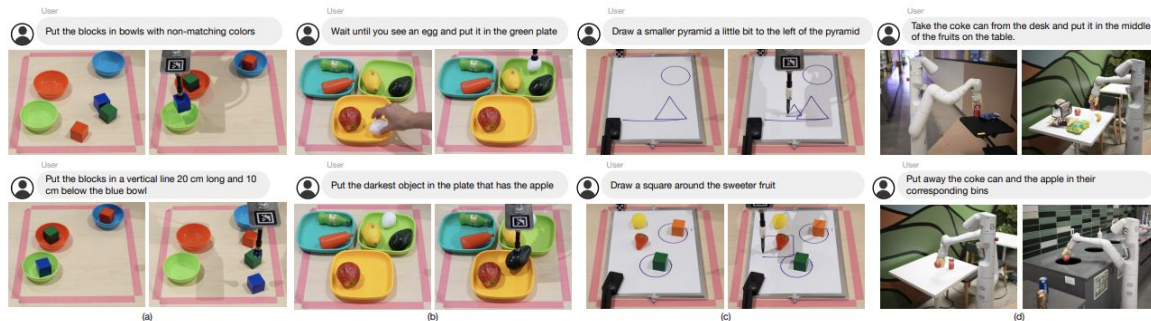 User
Put the blocks in bowls with non-matching colors
User
Wait until you see an egg and put it in the green plate
User
Draw a smaller pyramid a little bit to the left of the pyramid
User
Take the coke can from the desk and put it in the middle
of the fruits on the table.
User
Put the blocks in a vertical line 20 cm long and 10
cm below the blue bowl
User
Put the darkest object in the plate that has the apple
User
Draw a square around the sweeter fruit
User
Put away the coke can and the apple in their
corresponding bins
(a)
(b)
(c)
(d)